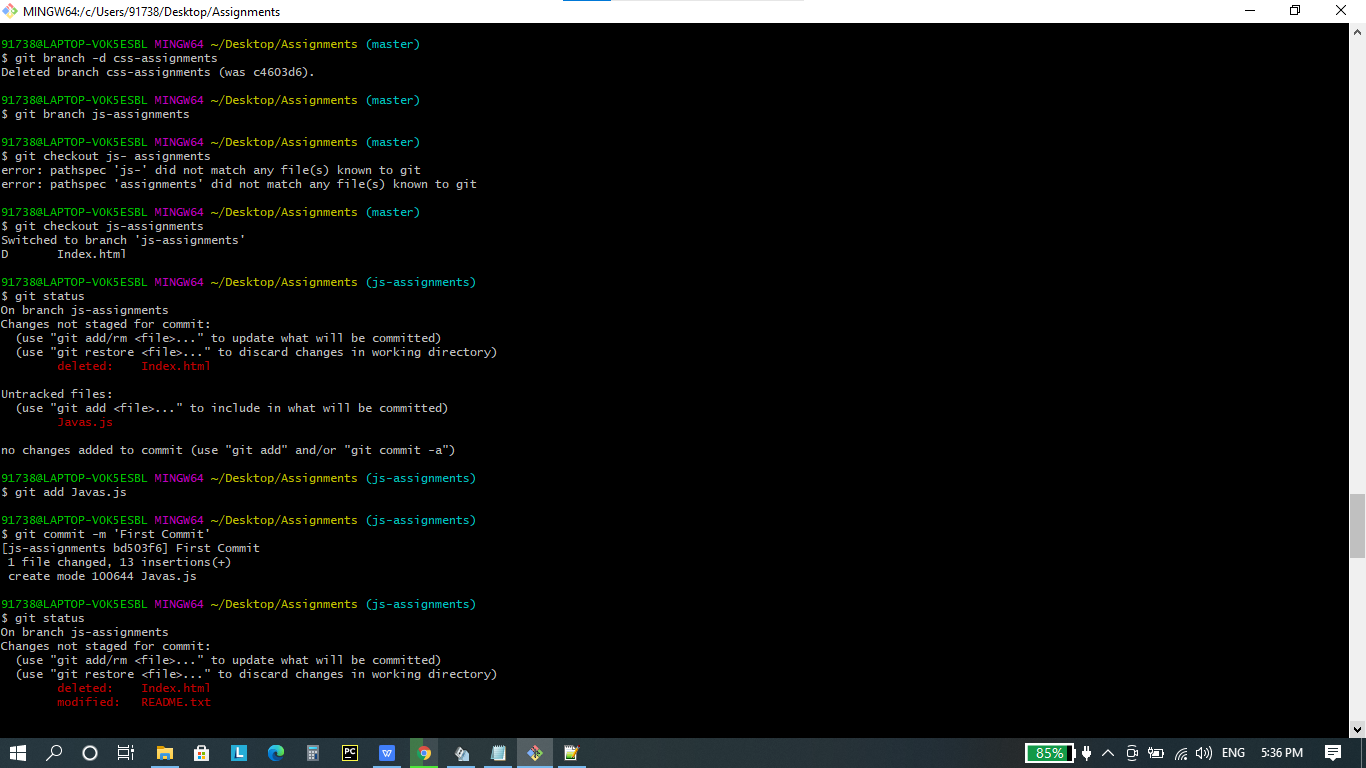 MINGW64:/c/Users/91738/Desktop/Assignments
91738@LAPTOP-VOK5ESBL MINGW64 ~/Desktop/Assignments (master)
$ git branch -d css-assignments
Deleted branch css-assignments (was c4603d6).
91738@LAPTOP-VOK5ESBL MINGW64 ~/Desktop/Assignments (master)
$ git branch js-assignments
91738@LAPTOP-VOK5ESBL MINGW64 ~/Desktop/Assignments (master)
$ git checkout js- assignments
error: pathspec 'js-' did not match any file(s) known to git
error: pathspec 'assignments' did not match any file(s) known to git
91738@LAPTOP-VOK5ESBL MINGW64 ~/Desktop/Assignments (master)
$ git checkout js-assignments
Switched to branch 'js-assignments'
D       Index.html
91738@LAPTOP-VOK5ESBL MINGW64 ~/Desktop/Assignments (js-assignments)
$ git status
On branch js-assignments
Changes not staged for commit:
  (use "git add/rm <file>..." to update what will be committed)
  (use "git restore <file>..." to discard changes in working directory)
        deleted:    Index.html
Untracked files:
  (use "git add <file>..." to include in what will be committed)
        Javas.js
no changes added to commit (use "git add" and/or "git commit -a")
91738@LAPTOP-VOK5ESBL MINGW64 ~/Desktop/Assignments (js-assignments)
$ git add Javas.js
91738@LAPTOP-VOK5ESBL MINGW64 ~/Desktop/Assignments (js-assignments)
$ git commit -m 'First Commit'
[js-assignments bd503f6] First Commit
 1 file changed, 13 insertions(+)
 create mode 100644 Javas.js
91738@LAPTOP-VOK5ESBL MINGW64 ~/Desktop/Assignments (js-assignments)
$ git status
On branch js-assignments
Changes not staged for commit:
  (use "git add/rm <file>..." to update what will be committed)
  (use "git restore <file>..." to discard changes in working directory)
        deleted:    Index.html
        modified:   README.txt
L PC W 85% ENG 5:36 PM